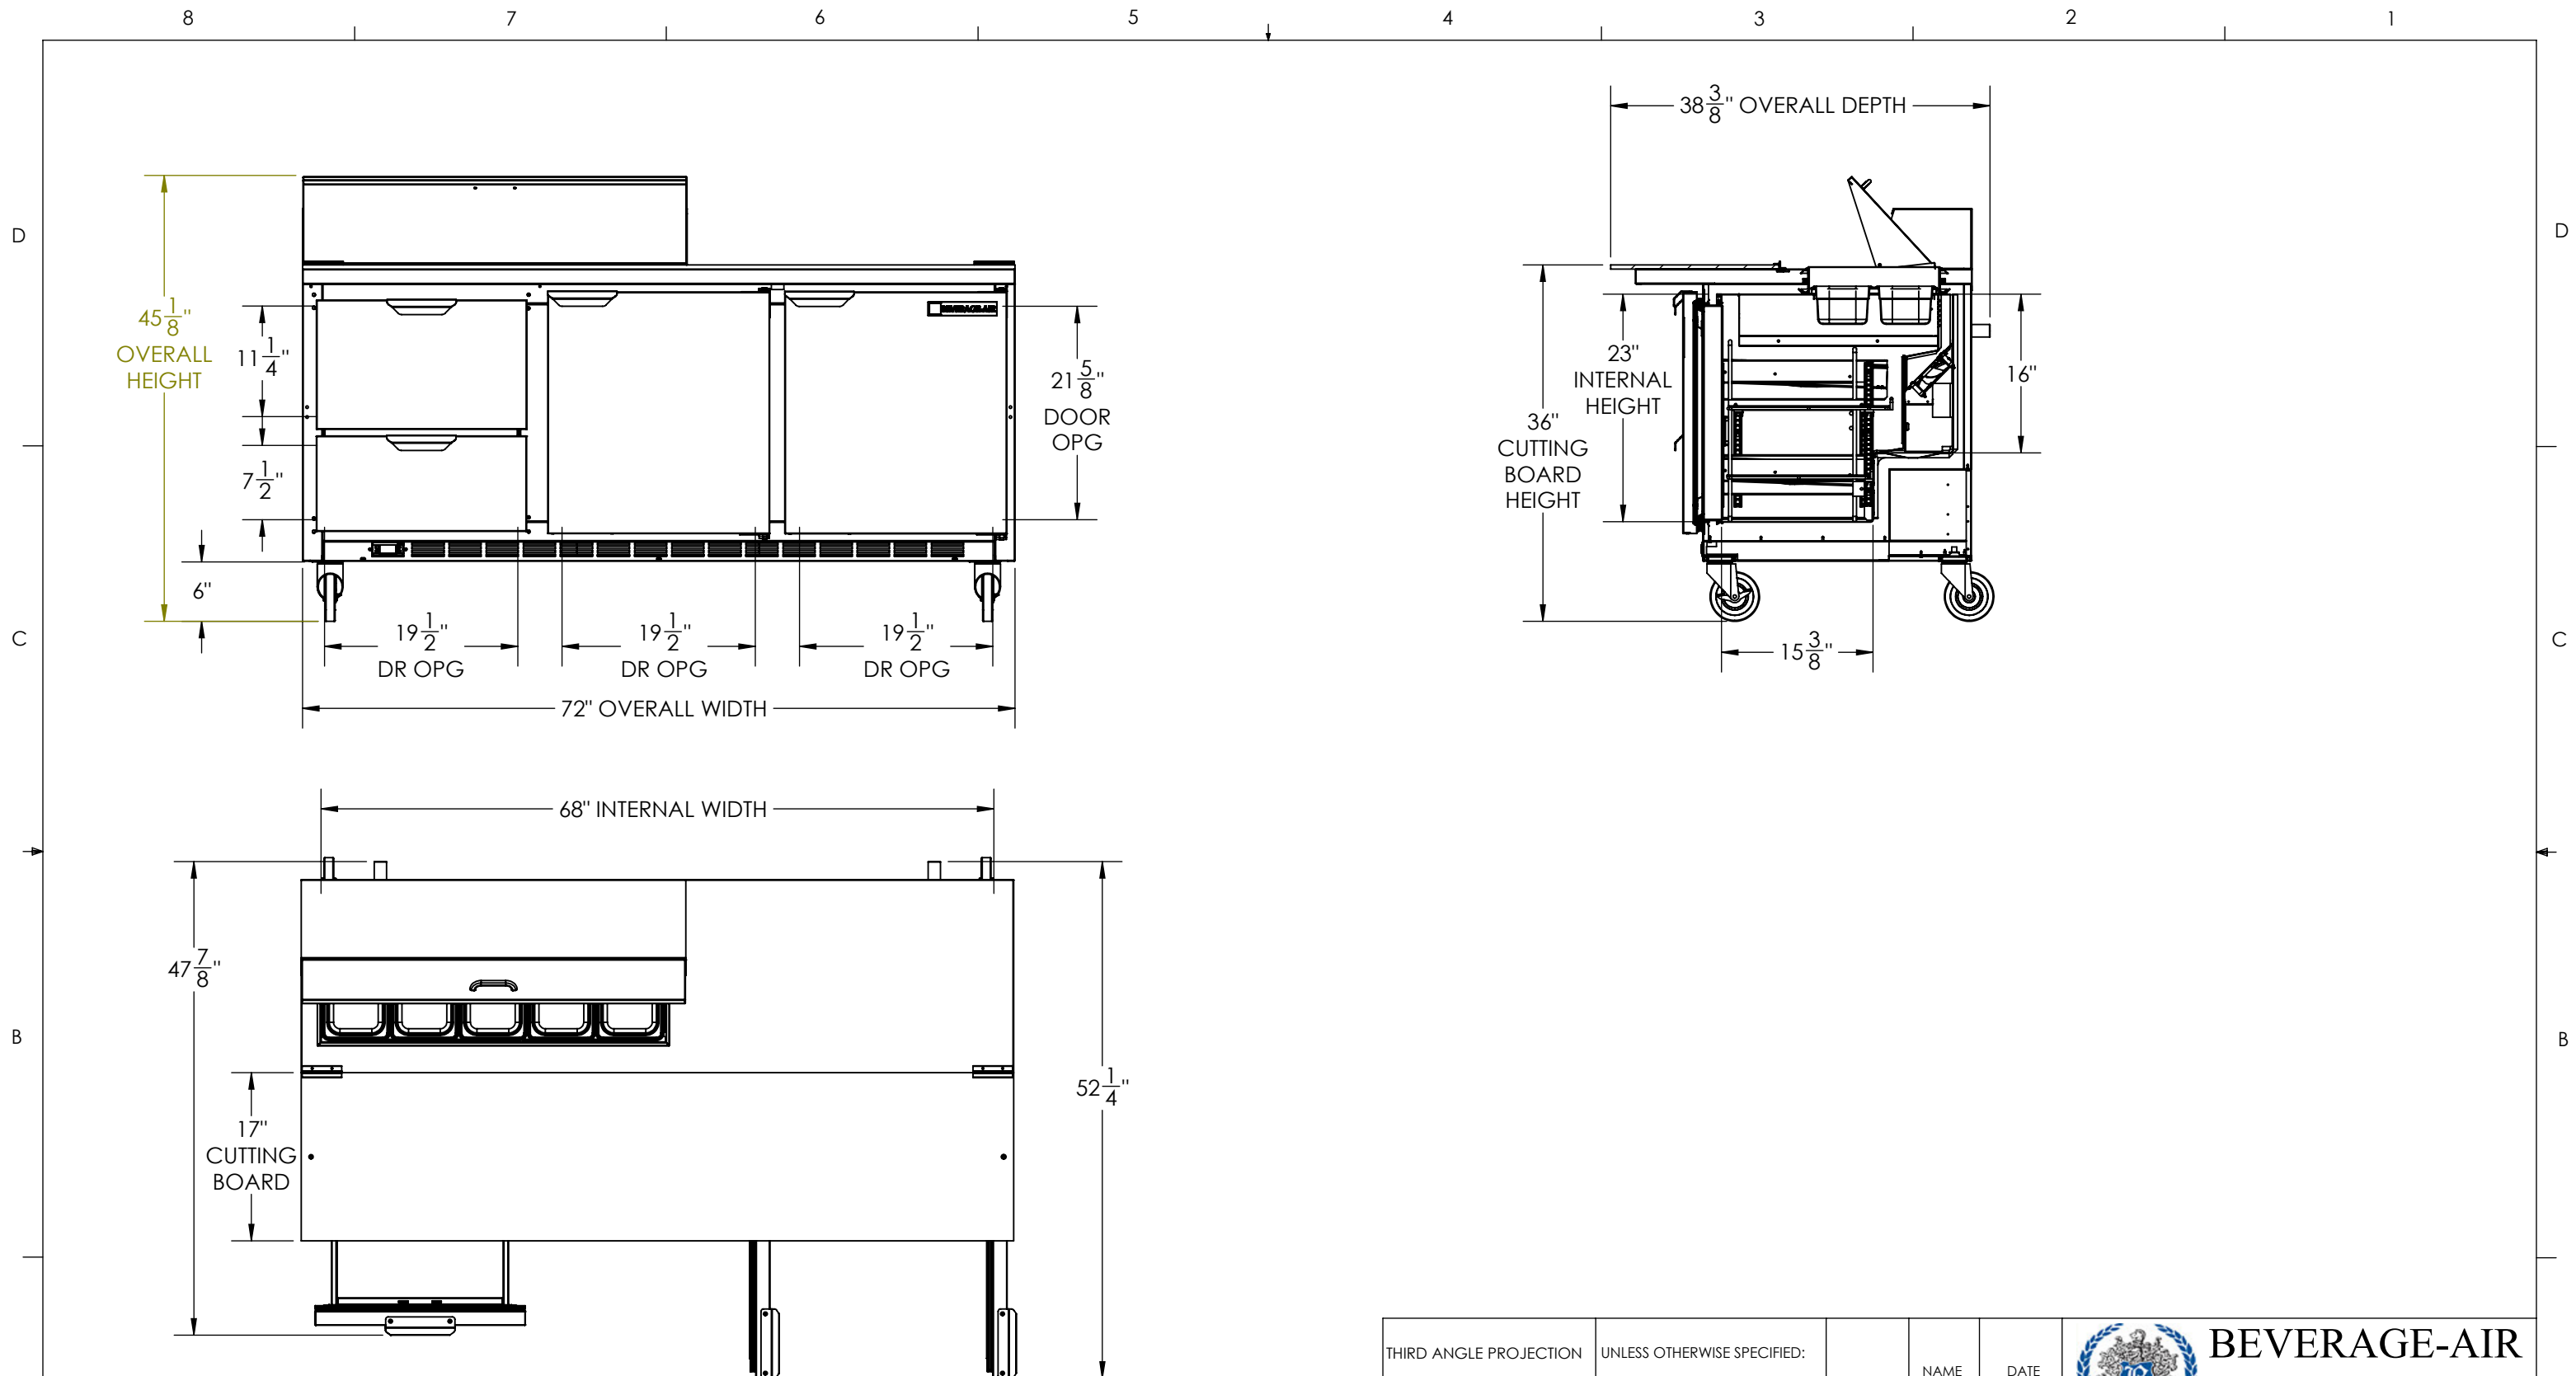 8 7 6 5 4 3 2 1
D
D
C
C
B
B
45 1/8"
OVERALL
HEIGHT
11 1/4"
7 1/2"
6"
21 5/8"
DOOR
OPG
BEVERAGE-AIR
19 1/2"
DR OPG
19 1/2"
DR OPG
19 1/2"
DR OPG
72" OVERALL WIDTH
38 3/8" OVERALL DEPTH
36"
CUTTING
BOARD
HEIGHT
23"
INTERNAL
HEIGHT
16"
15 3/8"
68" INTERNAL WIDTH
47 7/8"
17"
CUTTING
BOARD
52 1/4"
THIRD ANGLE PROJECTION
UNLESS OTHERWISE SPECIFIED:
NAME
DATE
BEVERAGE-AIR